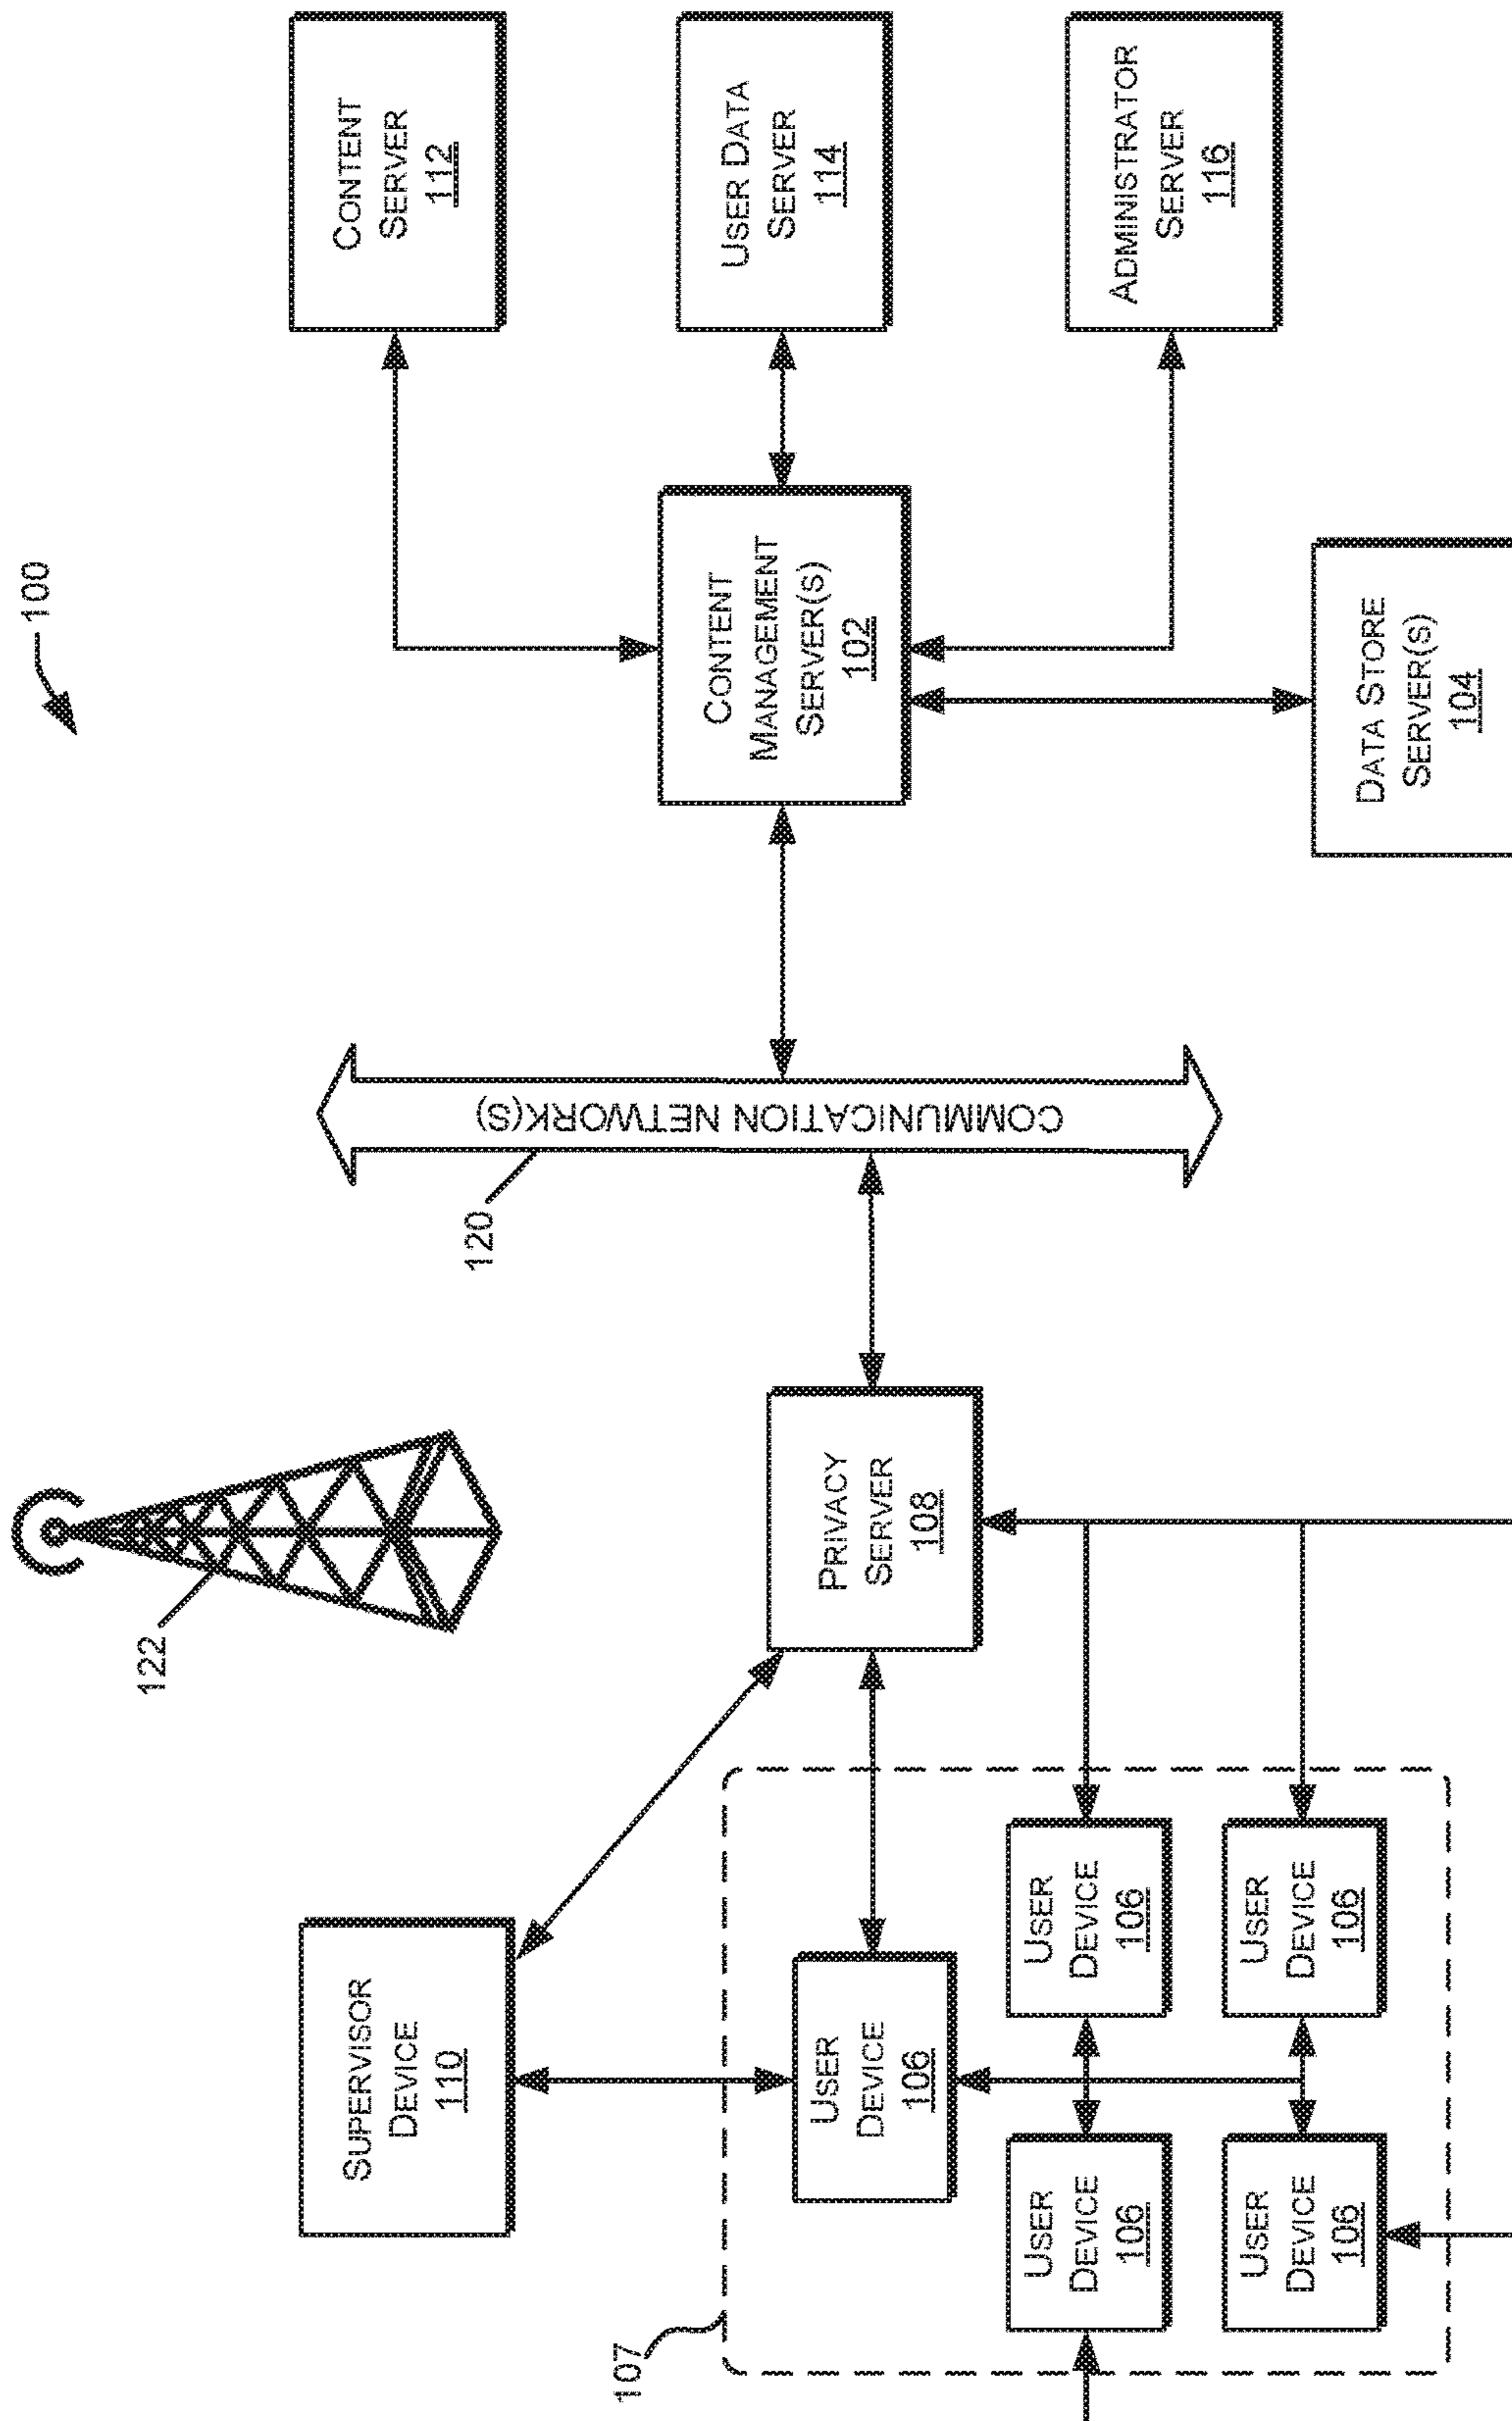 100
CONTENT
SERVER
112
USER DATA
SERVER
114
ADMINISTRATOR
SERVER
116
CONTENT
MANAGEMENT
SERVER(S)
102
DATA STORE
SERVER(S)
104
COMMUNICATION NETWORK(S)
120
122
PRIVACY
SERVER
108
SUPERVISOR
DEVICE
110
USER
DEVICE
106
USER
DEVICE
106
USER
DEVICE
106
USER
DEVICE
106
USER
DEVICE
106
107